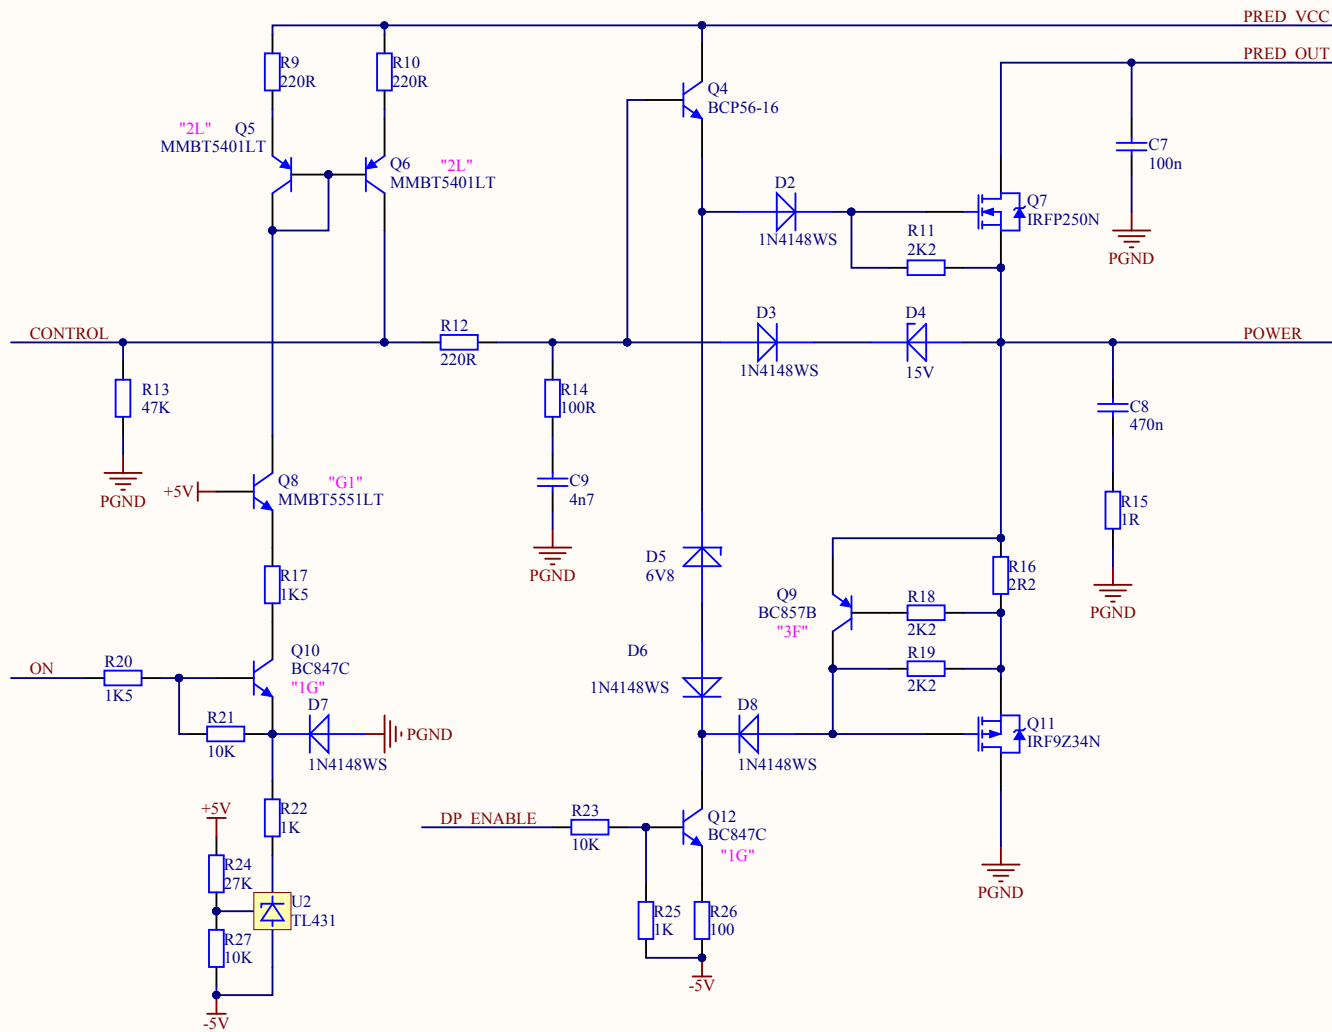 PRED_VCC
PRED_OUT
R9
220R
R10
220R
Q4
BCP56-16
"2L" Q5
MMBT5401LT
Q6 "2L"
MMBT5401LT
C7
100n
D2
1N4148WS
Q7
IRFP250N
R11
2K2
PGND
CONTROL
R12
220R
D3
1N4148WS
D4
15V
POWER
R13
47K
R14
100R
C8
470n
PGND
+5V
Q8 "G1"
MMBT5551LT
C9
4n7
R15
1R
PGND
D5
6V8
R17
1K5
Q9
BC857B
"3F"
R18
2K2
R16
2R2
PGND
ON
R20
1K5
Q10
BC847C
"1G"
D6
1N4148WS
R19
2K2
R21
10K
D7
1N4148WS
PGND
D8
1N4148WS
Q11
IRF9Z34N
+5V
R22
1K
DP_ENABLE
R23
10K
Q12
BC847C
"1G"
R24
27K
U2
TL431
R27
10K
R25
1K
R26
100
PGND
-5V
-5V